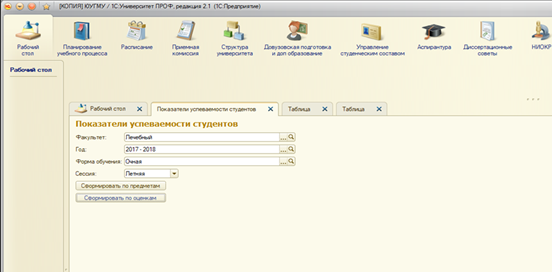 [КОПИЯ] ЮУГМУ / 1С:Университет ПРОФ, редакция 2.1 (1С:Предприятие)
Рабочий стол
Планирование учебного процесса
Расписание
Приемная комиссия
Структура университета
Довузовская подготовка и доп образование
Управление студенческим составом
Аспирантура
Диссертационные советы
НИОКР
Рабочий стол
Рабочий стол
Показатели успеваемости студентов
Таблица
Таблица
Показатели успеваемости студентов
Факультет: Лечебный
Год: 2017 - 2018
Форма обучения: Очная
Сессия: Летняя
Сформировать по предметам
Сформировать по оценкам